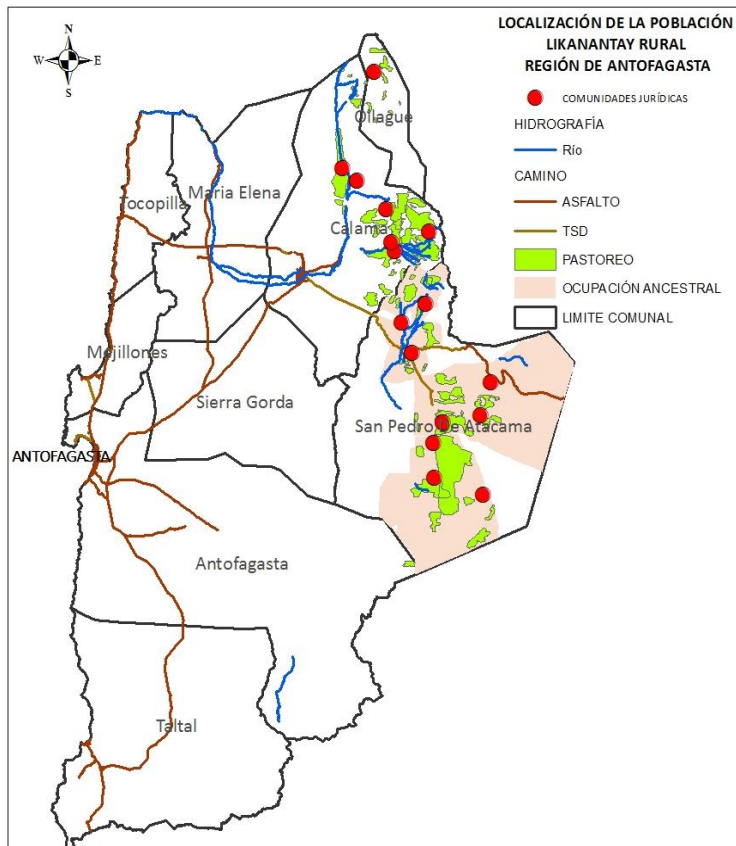 LOCALIZACIÓN DE LA POBLACIÓN
LIKANANTAY RURAL
REGIÓN DE ANTOFAGASTA
COMUNIDADES JURÍDICAS
HIDROGRAFÍA
Río
CAMINO
ASFALTO
TSD
PASTOREO
OCUPACIÓN ANCESTRAL
LIMITE COMUNAL
N
W
E
S
Ollague
Maria Elena
Tocopilla
Calama
Mejillones
Sierra Gorda
San Pedro De Atacama
ANTOFAGASTA
Antofagasta
Taltal